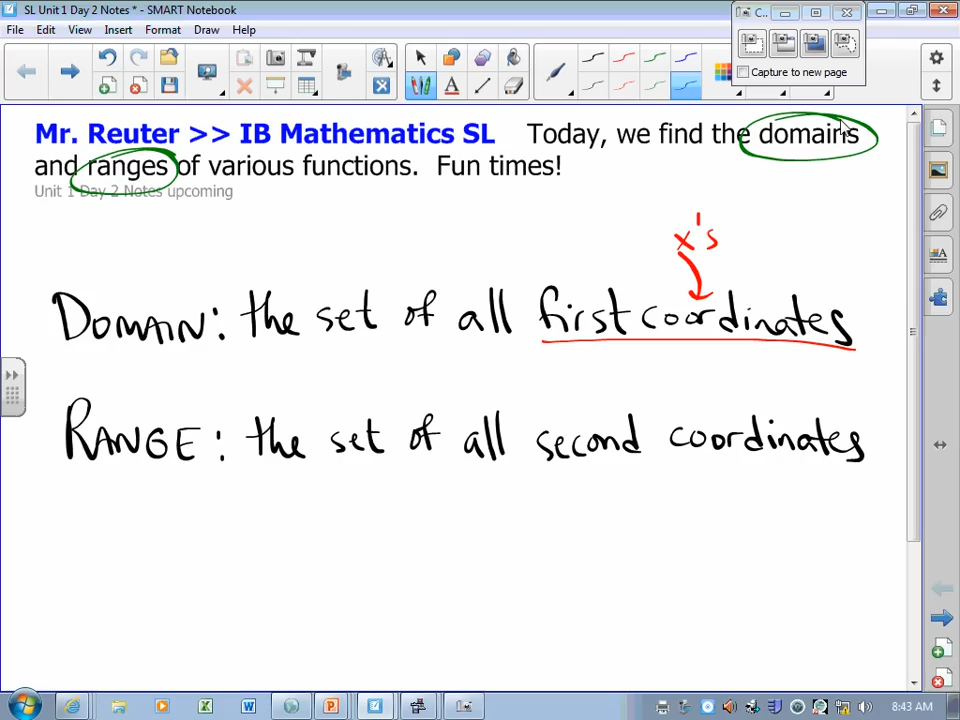 SL Unit 1 Day 2 Notes * - SMART Notebook
C..
File Edit View Insert Format Draw Help
Capture to new page
Mr. Reuter >> IB Mathematics SL Today, we find the domains
and ranges of various functions. Fun times!
Unit 1 Day 2 Notes upcoming
x's
DOMAIN: the set of all first coordinates
RANGE: the set of all second coordinates
8:43 AM